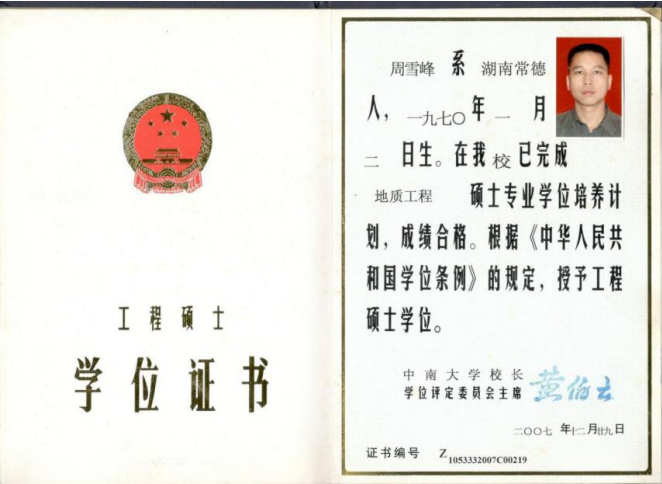 工程硕士
学位证书
周雪峰 系 湖南常德
人，一九七〇年一月
二 日生。在我校已完成
地质工程 硕士专业学位培养计
划，成绩合格。根据《中华人民共
和国学位条例》的规定，授予工程
硕士学位。
中南大学校长
学位评定委员会主席 黄伯云
二〇〇七 年十二月廿九日
证书编号 Z1053332007C00219